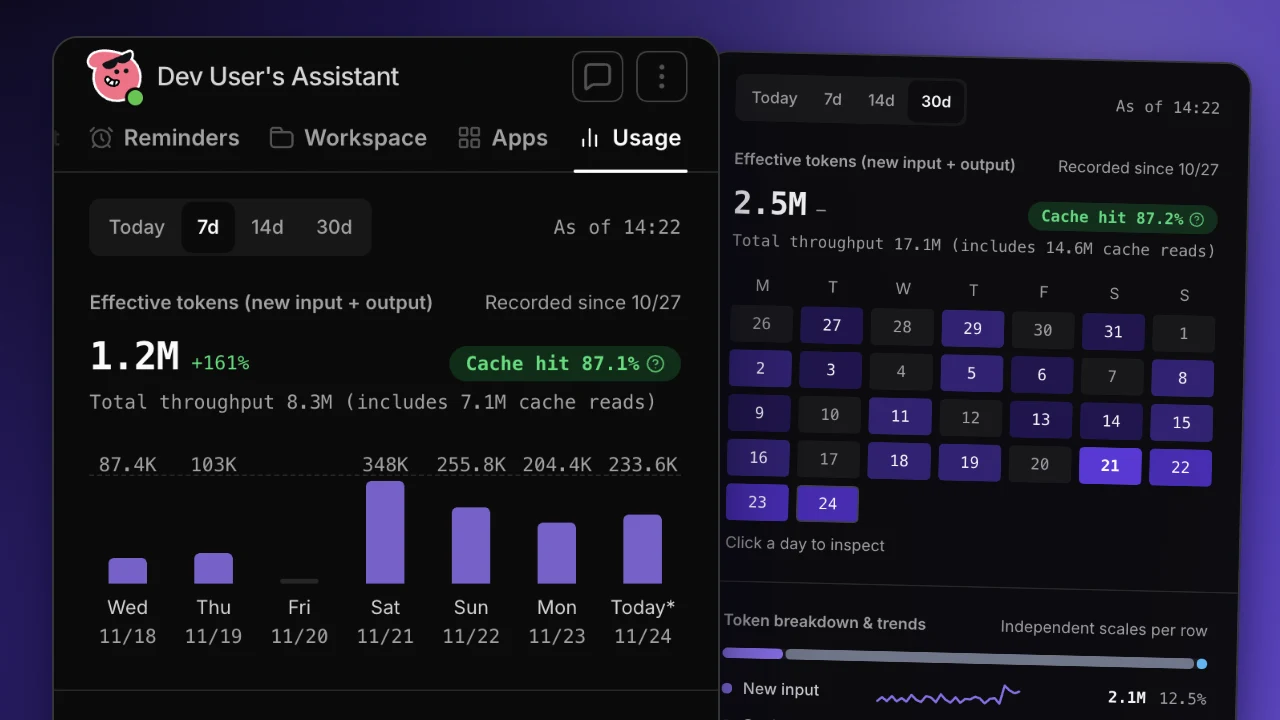 Dev User's Assistant
Reminders Workspace Apps Usage
Today 7d 14d 30d As of 14:22
Effective tokens (new input + output) Recorded since 10/27
1.2M +161% Cache hit 87.1%
Total throughput 8.3M (includes 7.1M cache reads)
87.4K 103K 348K 255.8K 204.4K 233.6K
Wed Thu Fri Sat Sun Mon Today*
11/18 11/19 11/20 11/21 11/22 11/23 11/24
Today 7d 14d 30d As of 14:22
Effective tokens (new input + output) Recorded since 10/27
2.5M – Cache hit 87.2%
Total throughput 17.1M (includes 14.6M cache reads)
M T W T F S S
26 27 28 29 30 31 1
2 3 4 5 6 7 8
9 10 11 12 13 14 15
16 17 18 19 20 21 22
23 24
Click a day to inspect
Token breakdown & trends Independent scales per row
New input 2.1M 12.5%